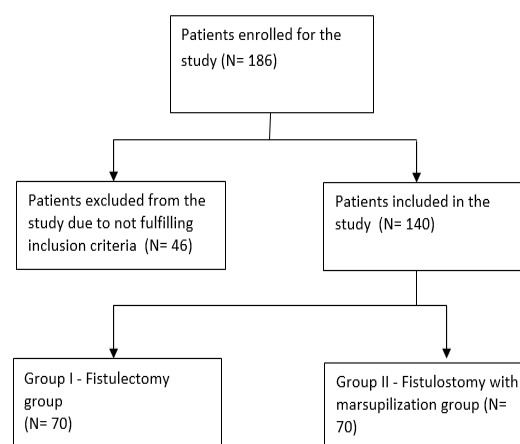 Patients enrolled for the
study (N= 186)
Patients excluded from the
study due to not fulfilling
inclusion criteria  (N= 46)
Patients included in the
study  (N= 140)
Group I - Fistulectomy
group
(N= 70)
Group II - Fistulostomy with
marsupilization group (N=
70)